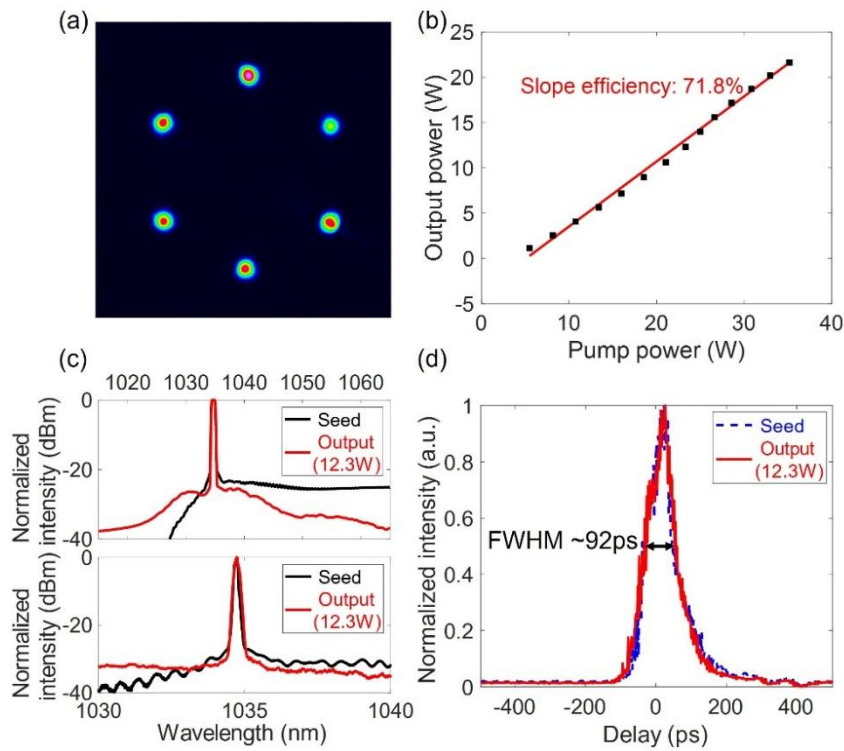 (a)
(b)
Slope efficiency: 71.8%
Output power (W)
25
20
15
10
5
0
-5
0
10
20
30
40
Pump power (W)
(c)
1020
1030
1040
1050
1060
Normalized
intensity (dBm)
0
-20
-40
Seed
Output
(12.3W)
Normalized
intensity (dBm)
0
-20
-40
Seed
Output
(12.3W)
1030
1035
1040
Wavelength (nm)
(d)
Normalized intensity (a.u.)
1
0.8
0.6
0.4
0.2
0
Seed
Output
(12.3W)
FWHM ~92ps
-400
-200
0
200
400
Delay (ps)